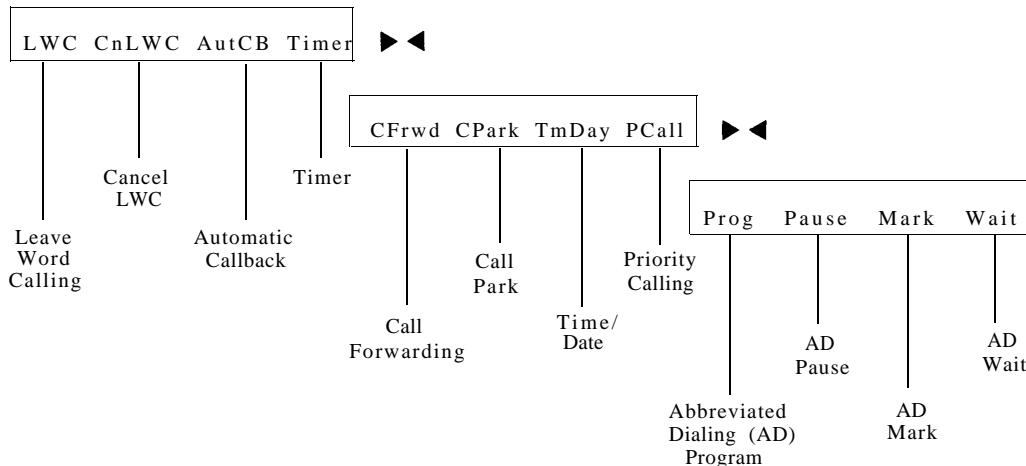 LWC CnLWC AutCB Timer
CFrwd CPark TmDay PCall
Cancel
LWC
Timer
Prog Pause Mark Wait
Leave
Word
Calling
Automatic
Callback
Call
Park
Priority
Calling
Call
Forwarding
Time/
Date
AD
Pause
AD
Wait
Abbreviated
Dialing (AD)
Program
AD
Mark